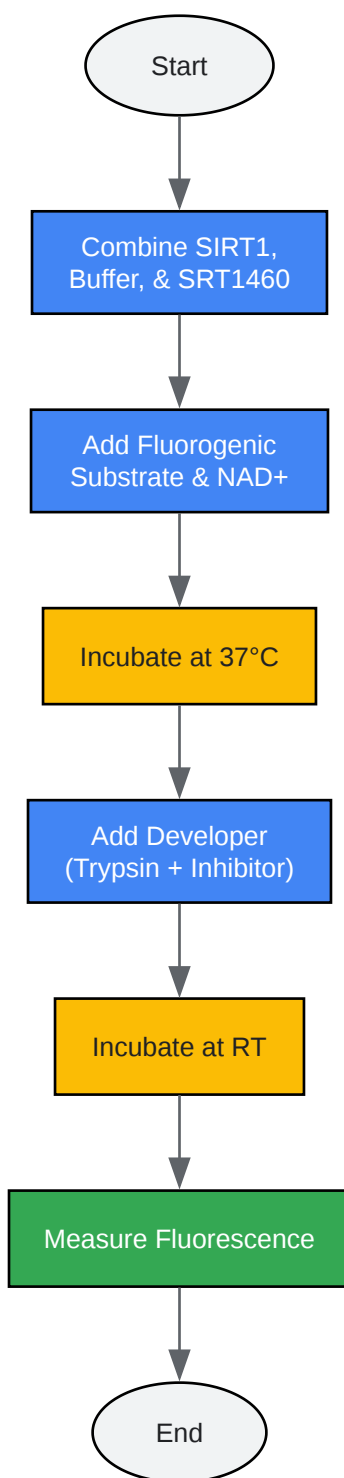 Start
Combine SIRT1,
Buffer, & SRT1460
Add Fluorogenic
Substrate & NAD+
Incubate at 37°C
Add Developer
(Trypsin + Inhibitor)
Incubate at RT
Measure Fluorescence
End